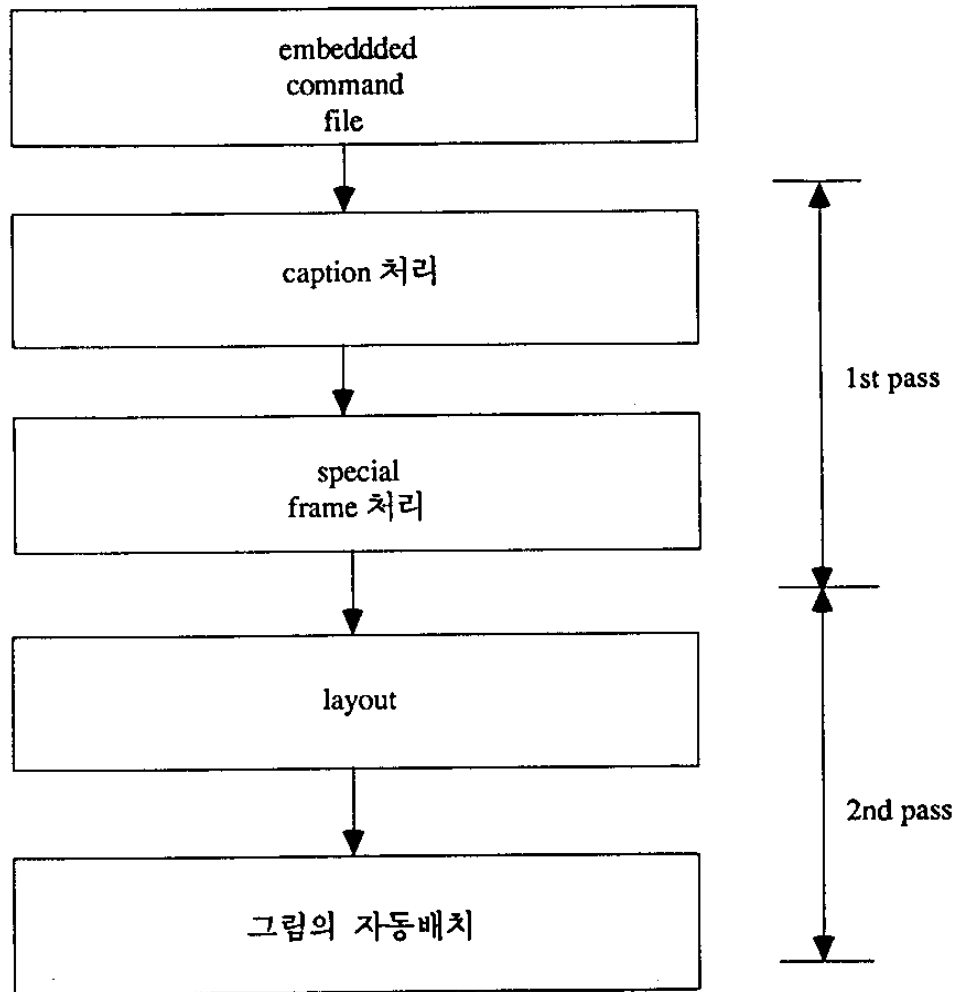 embeddded
command
file
caption 처리
1st pass
special
frame 처리
layout
2nd pass
그림의 자동배치